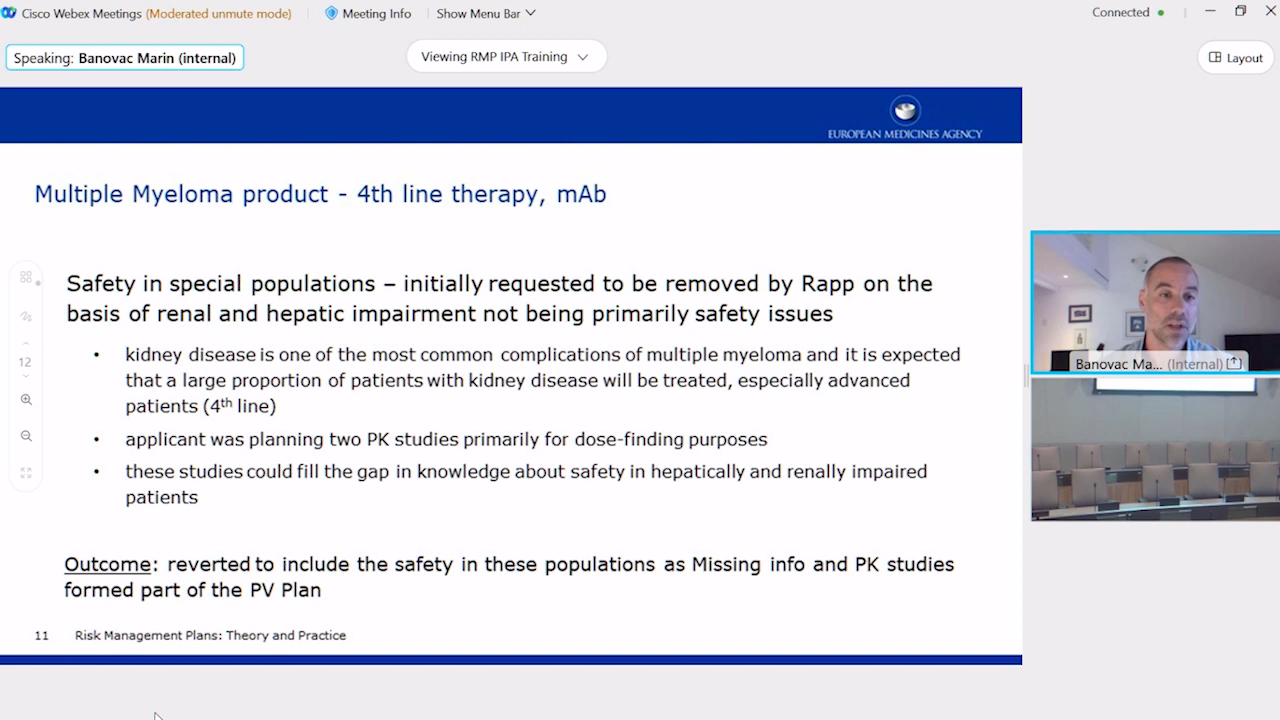 Cisco Webex Meetings (Moderated unmute mode) Meeting Info Show Menu Bar Connected
Speaking: Banovac Marin (internal) Viewing RMP IPA Training Layout
EUROPEAN MEDICINES AGENCY
Multiple Myeloma product - 4th line therapy, mAb
Safety in special populations – initially requested to be removed by Rapp on the
basis of renal and hepatic impairment not being primarily safety issues
• kidney disease is one of the most common complications of multiple myeloma and it is expected
that a large proportion of patients with kidney disease will be treated, especially advanced
patients (4th line)
• applicant was planning two PK studies primarily for dose-finding purposes
• these studies could fill the gap in knowledge about safety in hepatically and renally impaired
patients
Outcome: reverted to include the safety in these populations as Missing info and PK studies
formed part of the PV Plan
11 Risk Management Plans: Theory and Practice
12
Banovac Ma... (Internal)